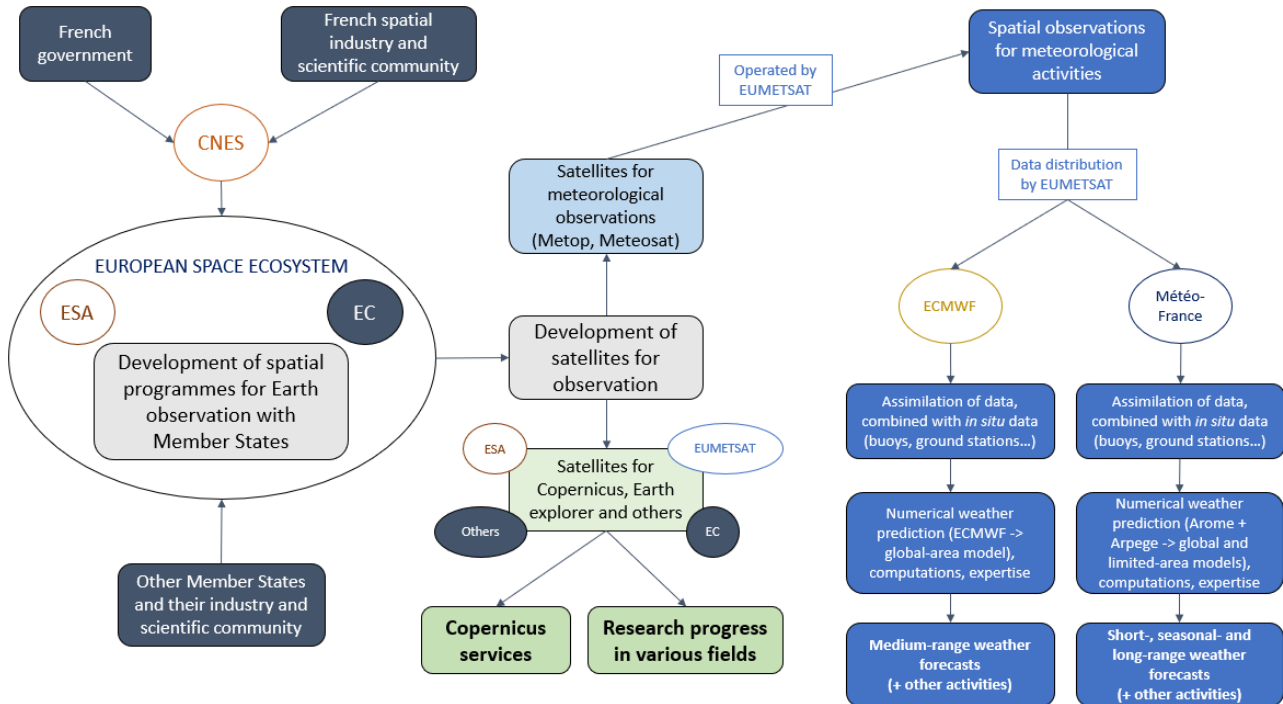 French
government
French spatial
industry and
scientific community
CNES
EUROPEAN SPACE ECOSYSTEM
ESA
EC
Development of spatial
programmes for Earth
observation with
Member States
Other Member States
and their industry and
scientific community
Satellites for
meteorological
observations
(Metop, Meteosat)
Development of
satellites for
observation
ESA
EUMETSAT
Satellites for
Copernicus, Earth
explorer and others
Others
EC
Copernicus
services
Research progress
in various fields
Operated by
EUMETSAT
Spatial observations
for meteorological
activities
Data distribution
by EUMETSAT
ECMWF
Assimilation of data,
combined with in situ data
(buoys, ground stations…)
Numerical weather
prediction (ECMWF ->
global-area model),
computations, expertise
Medium-range weather
forecasts
(+ other activities)
Météo-
France
Assimilation of data,
combined with in situ data
(buoys, ground stations…)
Numerical weather
prediction (Arome +
Arpege -> global and
limited-area models),
computations, expertise
Short-, seasonal- and
long-range weather
forecasts
(+ other activities)